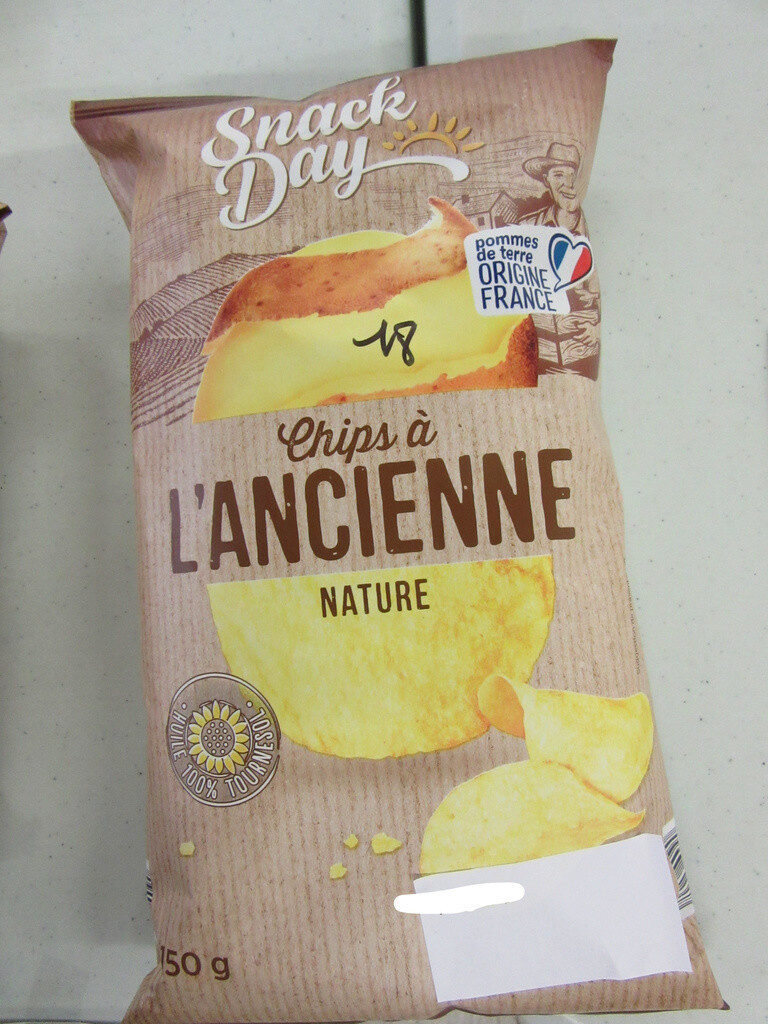 Snack
Day
pommes
de terre
ORIGINE
FRANCE
18
Chips à
L'ANCIENNE
NATURE
HUILE 100% TOURNESOL
150 g